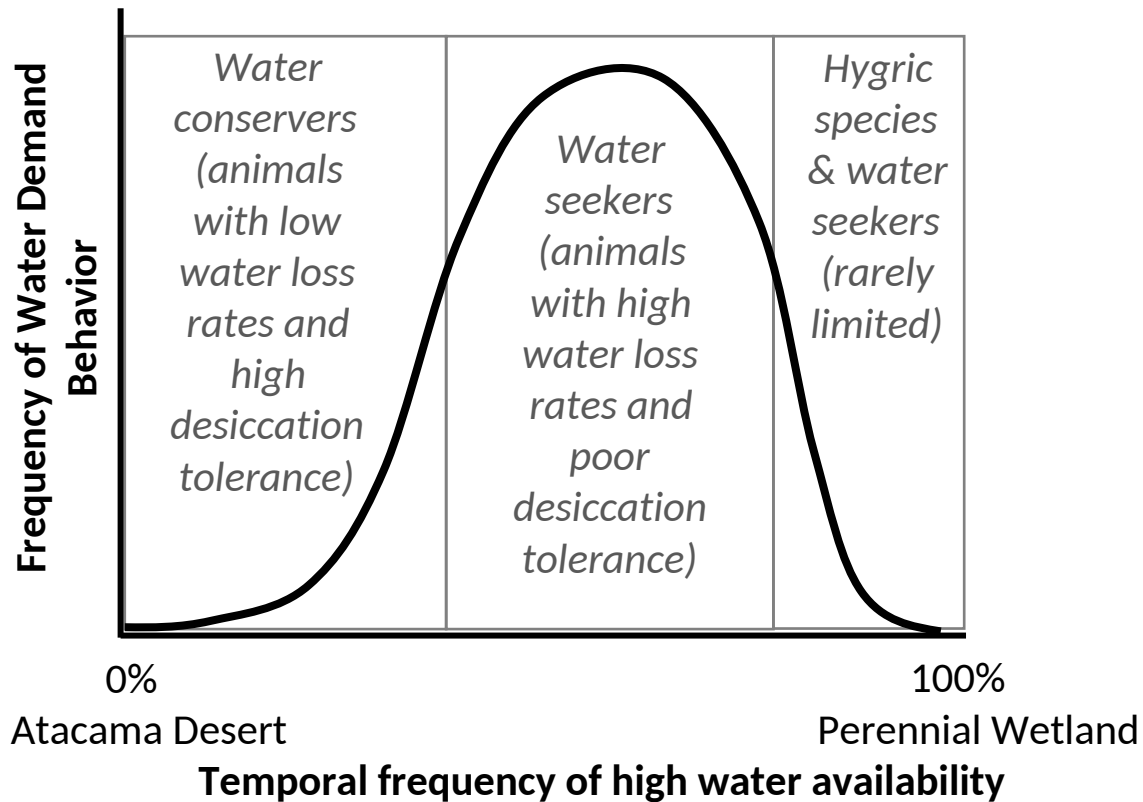 Frequency of Water Demand
Behavior
Water
conservers
(animals
with low
water loss
rates and
high
desiccation
tolerance)
Water
seekers
(animals
with high
water loss
rates and
poor
desiccation
tolerance)
Hygric
species
& water
seekers
(rarely
limited)
0%
100%
Atacama Desert
Perennial Wetland
Temporal frequency of high water availability